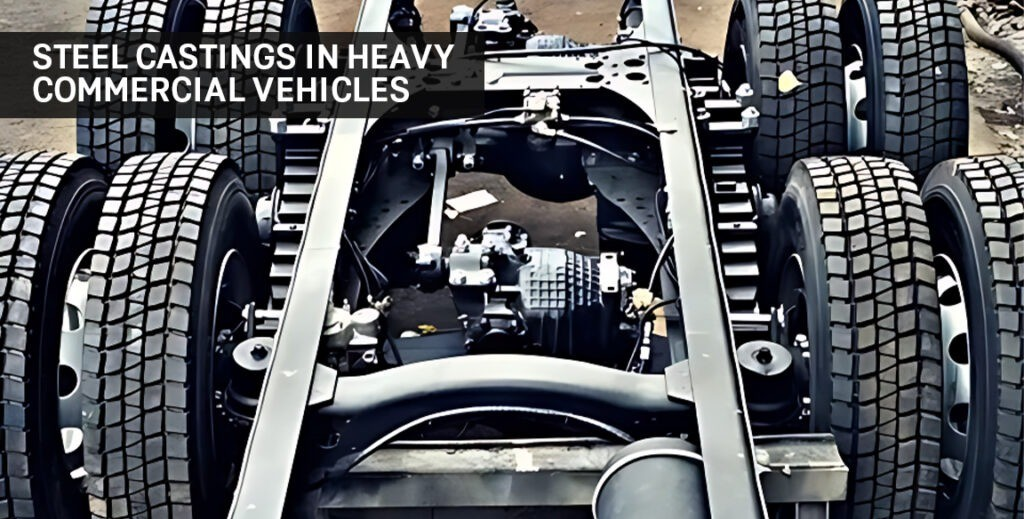 STEEL CASTINGS IN HEAVY
COMMERCIAL VEHICLES